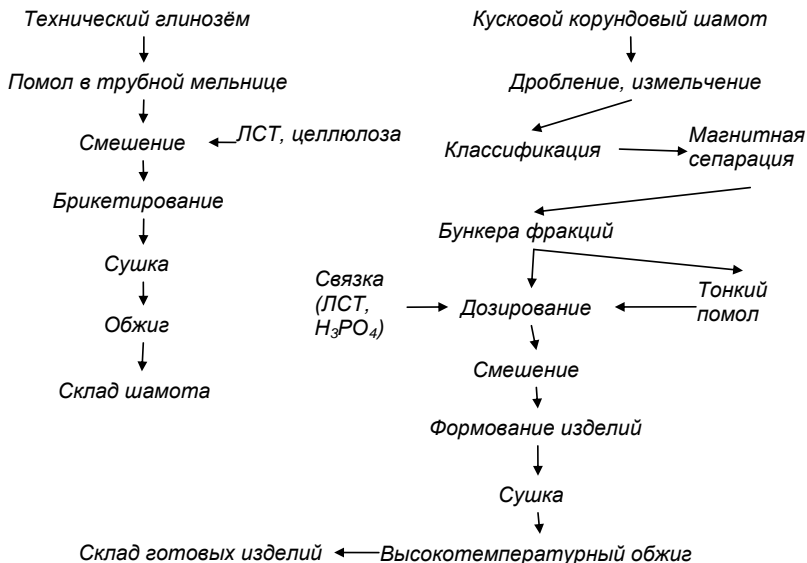 Технический глинозём
Помол в трубной мельнице
Смешение
ЛСТ, целлюлоза
Брикетирование
Сушка
Обжиг
Склад шамота
Кусковой корундовый шамот
Дробление, измельчение
Классификация
Магнитная
сепарация
Бункера фракций
Связка
(ЛСТ,
H₃PO₄)
Дозирование
Тонкий
помол
Смешение
Формование изделий
Сушка
Склад готовых изделий
Высокотемпературный обжиг